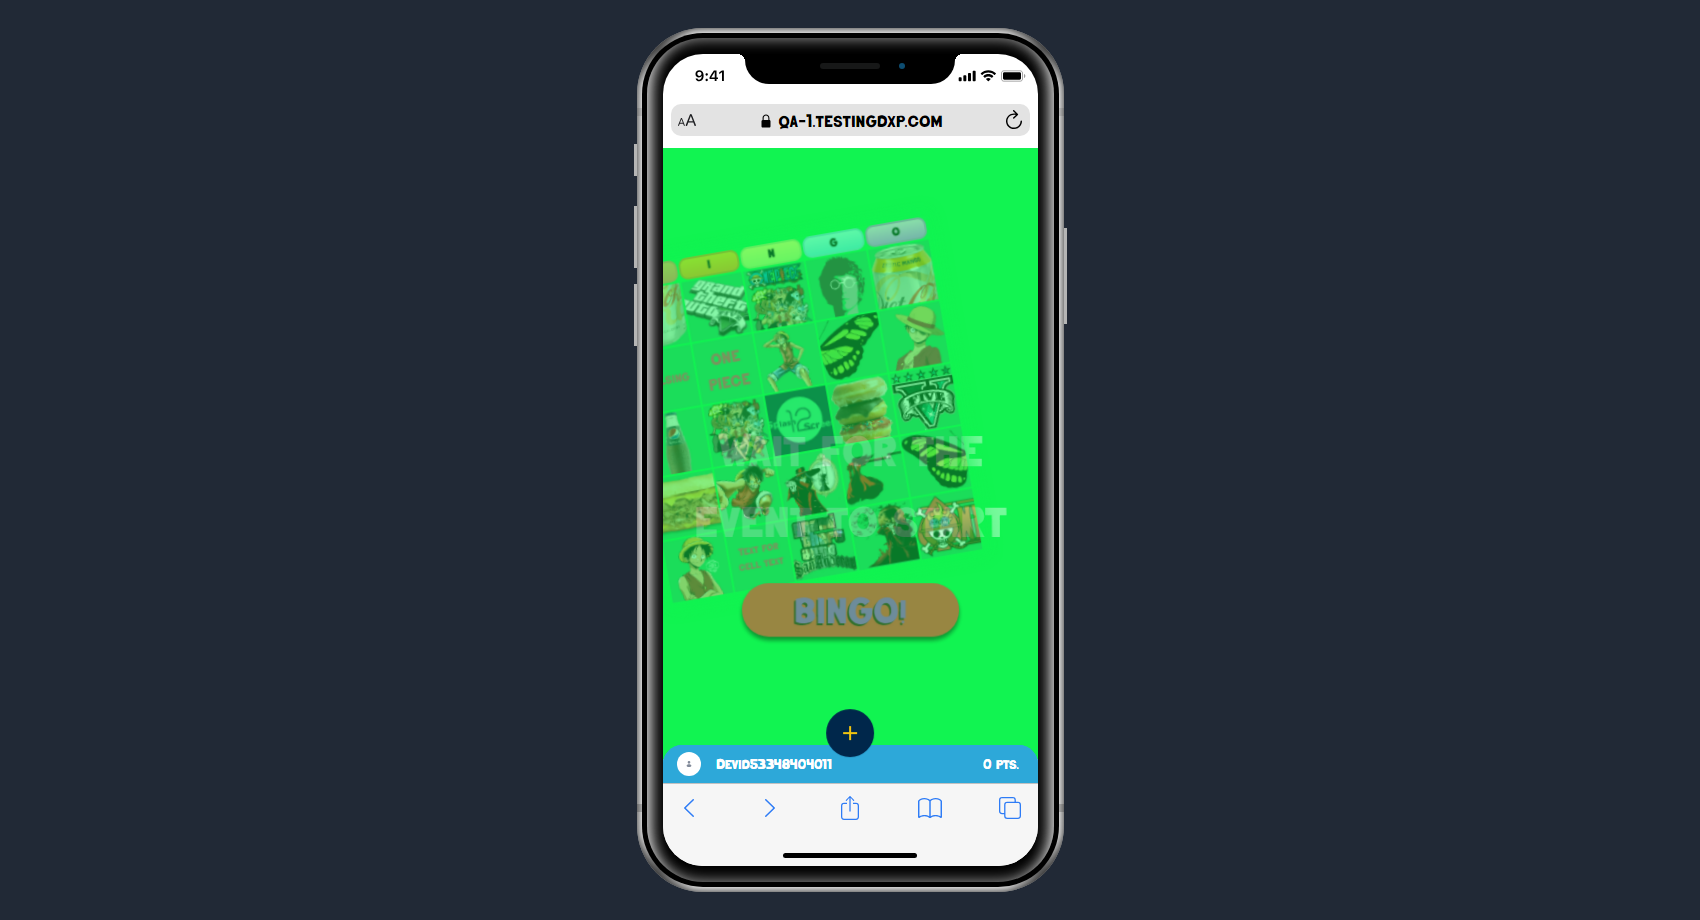 9:41
AA
QA-1.TESTINGDXP.COM
I N G O
grand
theft
auto
ONE
PIECE
FIVE
WAIT FOR THE
EVENT TO START
TEXT FOR
CELL TEXT
BINGO!
+
DEVID53348404011
0 PTS.